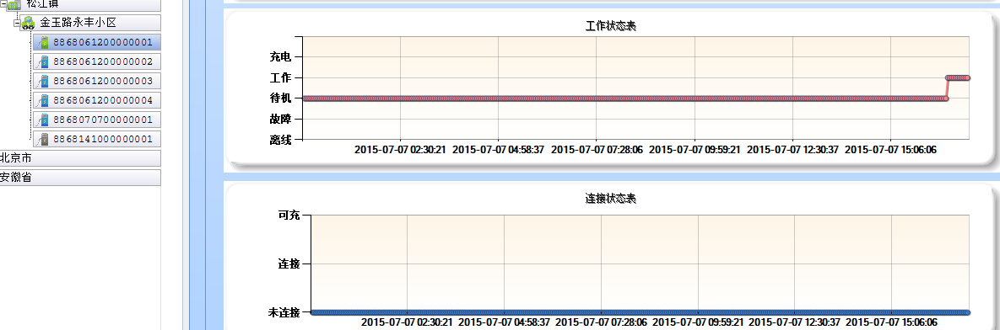 松江镇
金玉路永丰小区
8868061200000001
8868061200000002
8868061200000003
8868061200000004
8868070700000001
8868141000000001
北京市
安徽省
工作状态表
充电
工作
待机
故障
离线
2015-07-07 02:30:21 2015-07-07 04:58:37 2015-07-07 07:28:06 2015-07-07 09:59:21 2015-07-07 12:30:37 2015-07-07 15:06:06
连接状态表
可充
连接
未连接
2015-07-07 02:30:21 2015-07-07 04:58:37 2015-07-07 07:28:06 2015-07-07 09:59:21 2015-07-07 12:30:37 2015-07-07 15:06:06